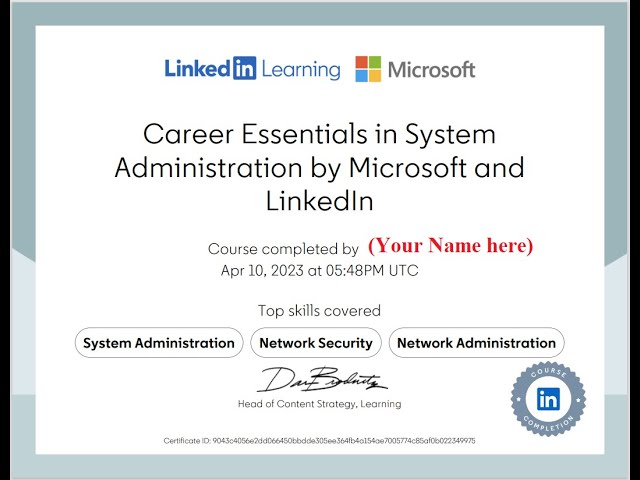 LinkedIn Learning Microsoft
Career Essentials in System
Administration by Microsoft and
LinkedIn
Course completed by (Your Name here)
Apr 10, 2023 at 05:48PM UTC
Top skills covered
System Administration Network Security Network Administration
Head of Content Strategy, Learning
COURSE
in
COMPLETION
Certificate ID: 9043c4056e2dd066450bbdde305ee364fb4a154ae7005774c85af0b022349975